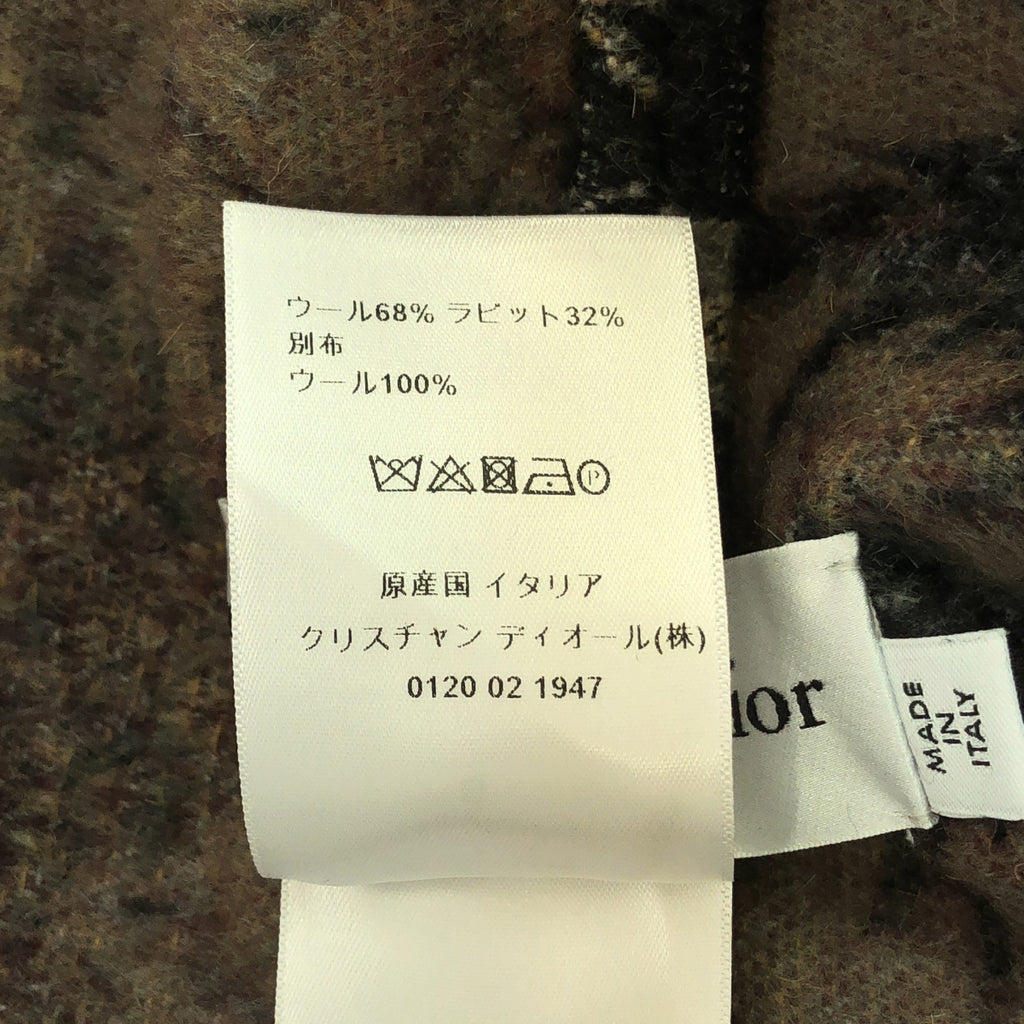 ウール68% ラビット32%
別布
ウール100%
P
原産国 イタリア
クリスチャン ディオール(株)
0120 02 1947
ior
MADE
IN
ITALY